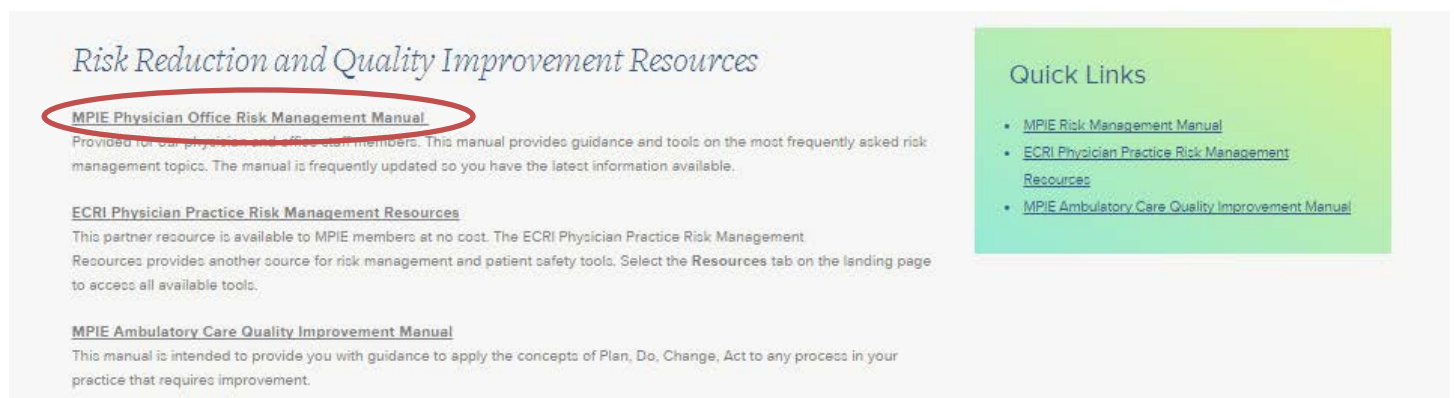 Risk Reduction and Quality Improvement Resources
MPIE Physician Office Risk Management Manual
Provided for our physician and office staff members. This manual provides guidance and tools on the most frequently asked risk
management topics. The manual is frequently updated so you have the latest information available.
ECRI Physician Practice Risk Management Resources
This partner resource is available to MPIE members at no cost. The ECRI Physician Practice Risk Management
Resources provides another source for risk management and patient safety tools. Select the Resources tab on the landing page
to access all available tools.
MPIE Ambulatory Care Quality Improvement Manual
This manual is intended to provide you with guidance to apply the concepts of Plan, Do, Change, Act to any process in your
practice that requires improvement.
Quick Links
• MPIE Risk Management Manual
• ECRI Physician Practice Risk Management
Resources
• MPIE Ambulatory Care Quality Improvement Manual